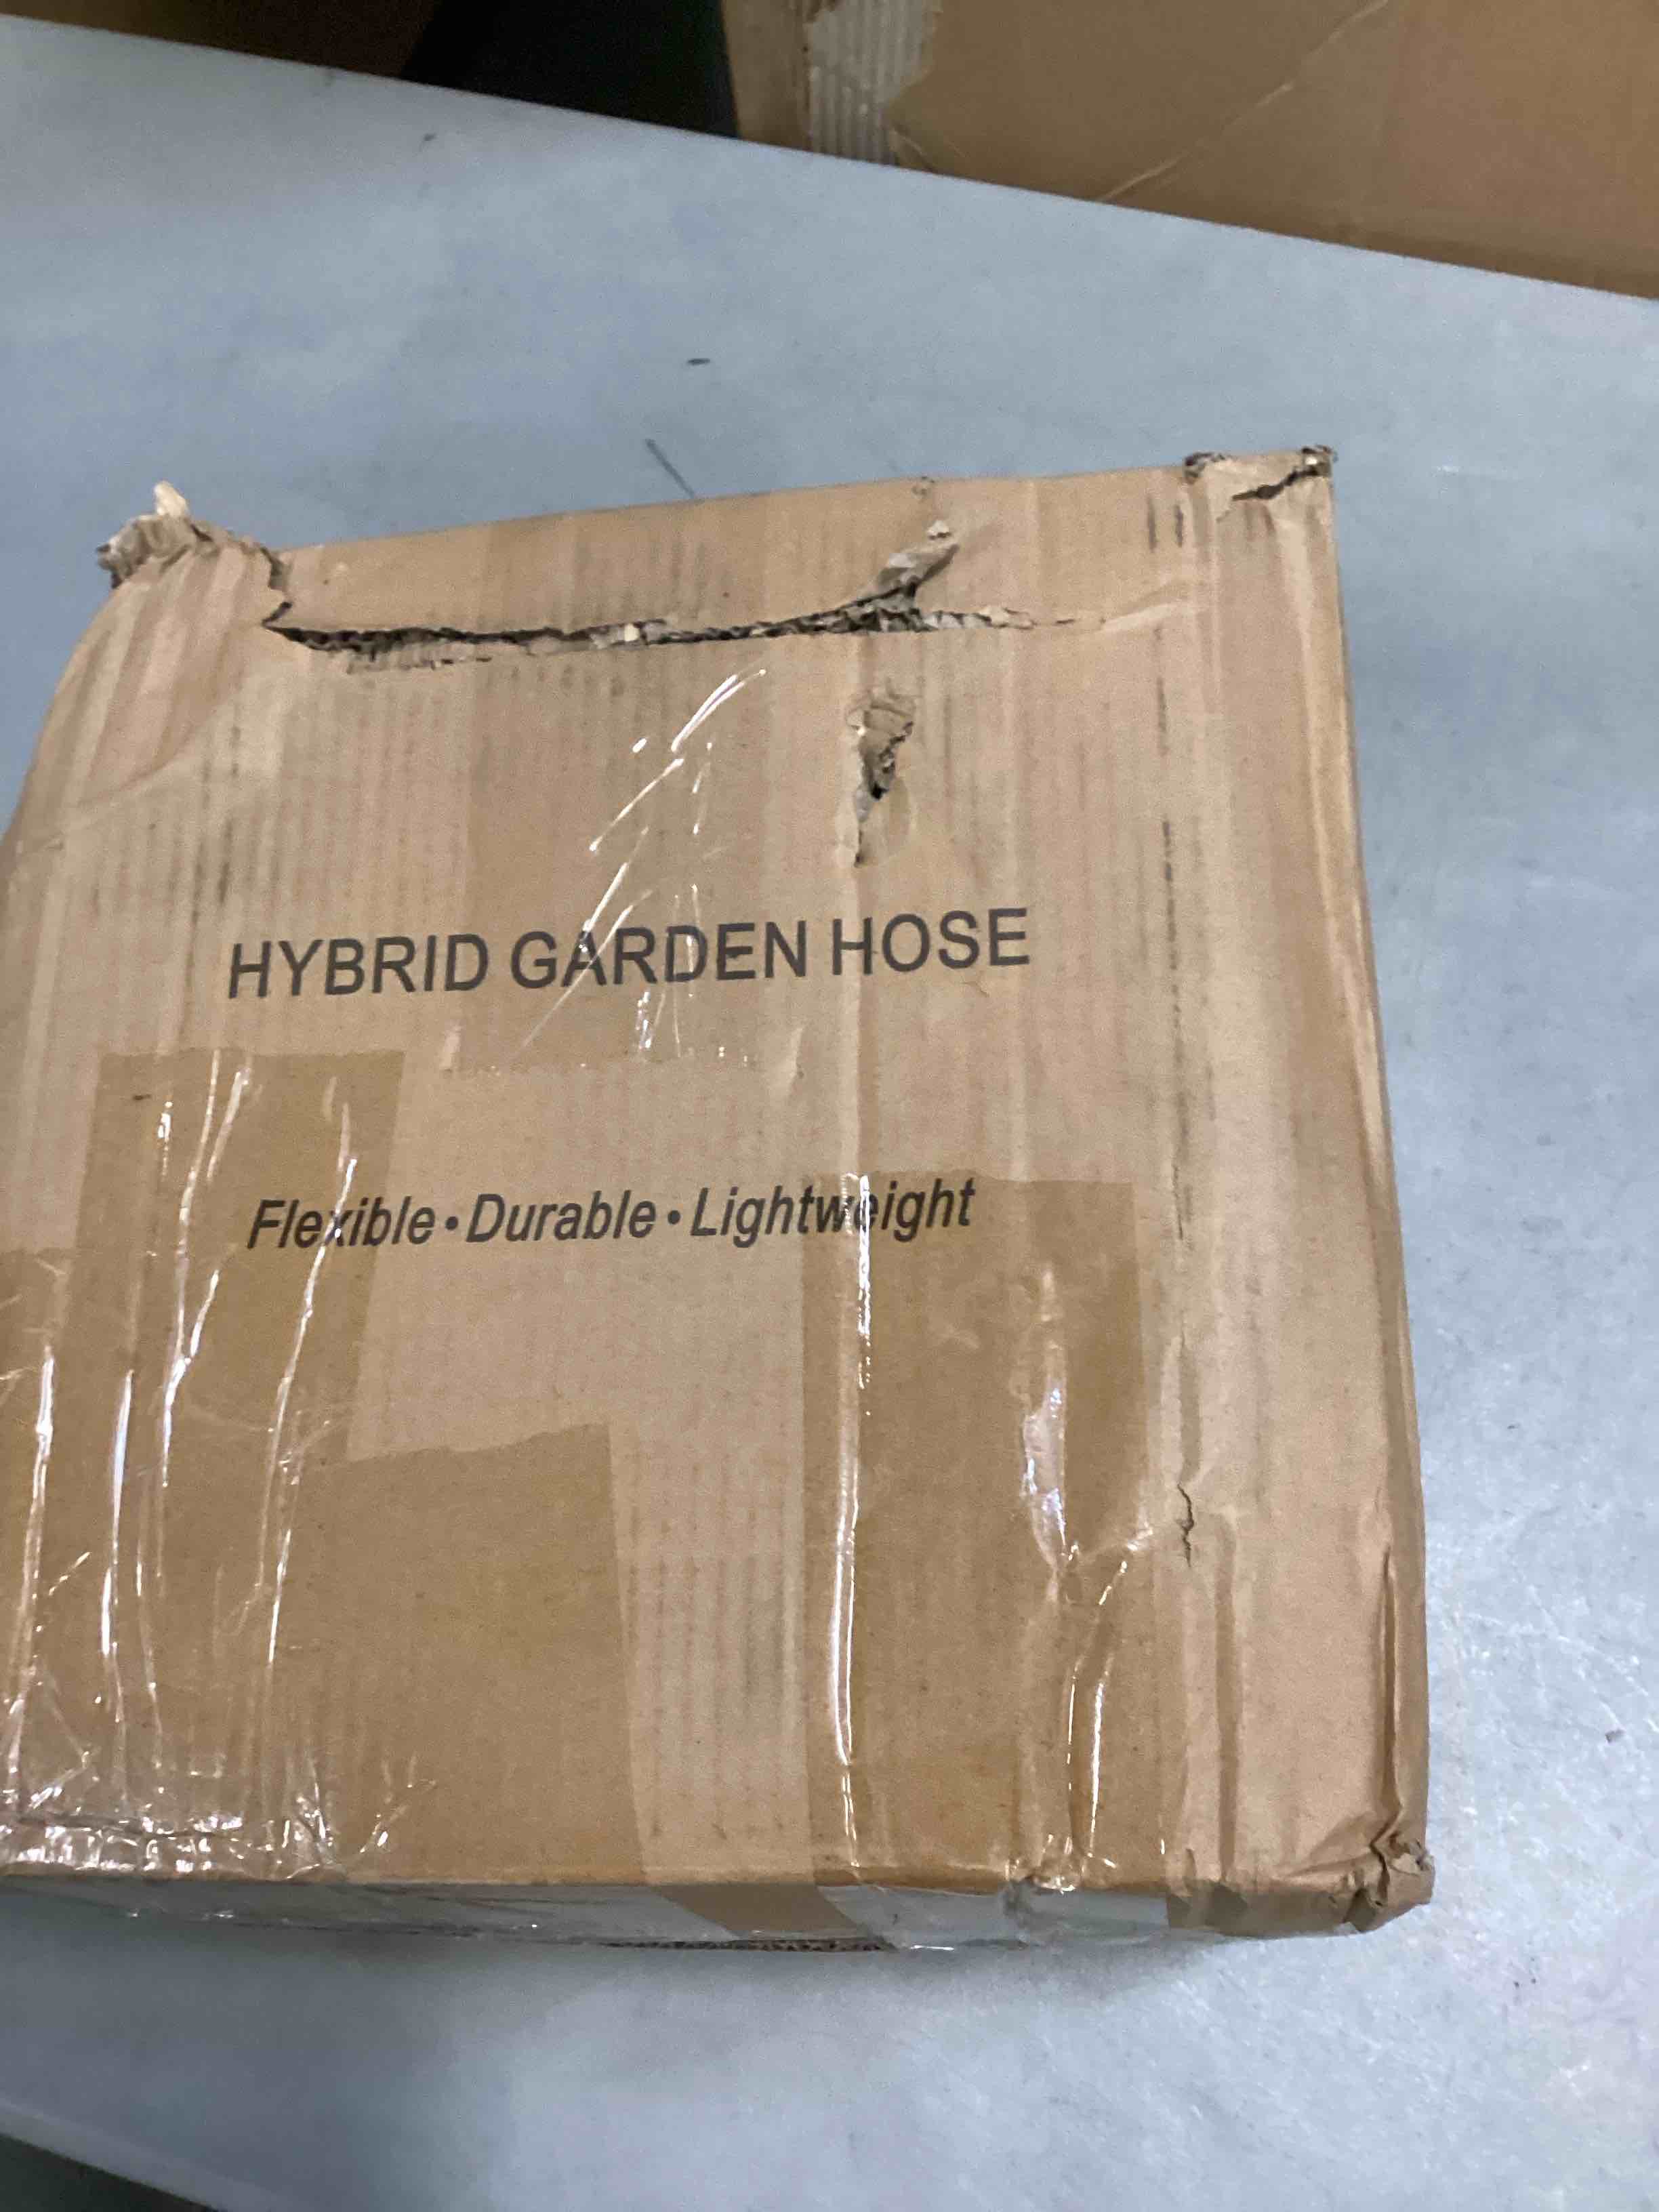 HYBRID GARDEN HOSE
Flexible•Durable•Lightweight